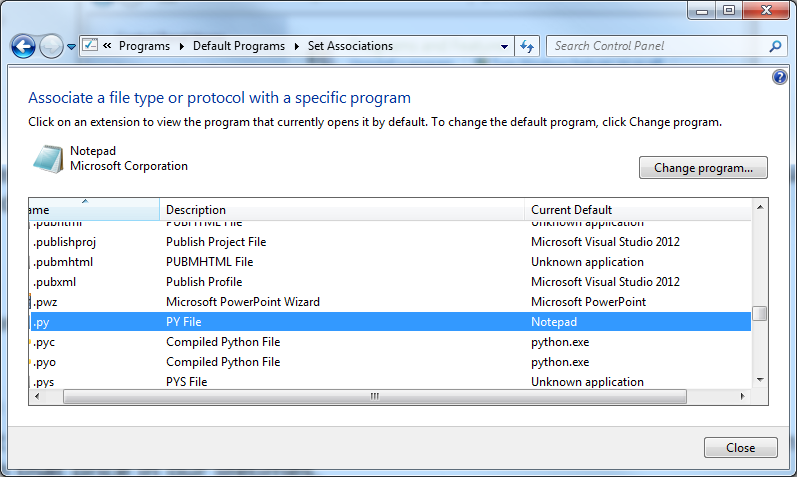 « Programs ▸ Default Programs ▸ Set Associations
Search Control Panel
Associate a file type or protocol with a specific program
Click on an extension to view the program that currently opens it by default. To change the default program, click Change program.
Notepad
Microsoft Corporation
Change program...
ame Description Current Default
.pubhtml PUBHTML File Unknown application
.publishproj Publish Project File Microsoft Visual Studio 2012
.pubmhtml PUBMHTML File Unknown application
.pubxml Publish Profile Microsoft Visual Studio 2012
.pwz Microsoft PowerPoint Wizard Microsoft PowerPoint
.py PY File Notepad
.pyc Compiled Python File python.exe
.pyo Compiled Python File python.exe
.pys PYS File Unknown application
Close